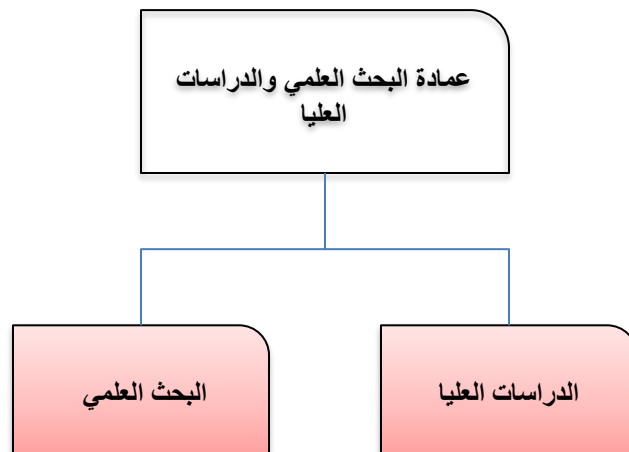 عمادة البحث العلمي والدراسات
العليا
الدراسات العليا
البحث العلمي